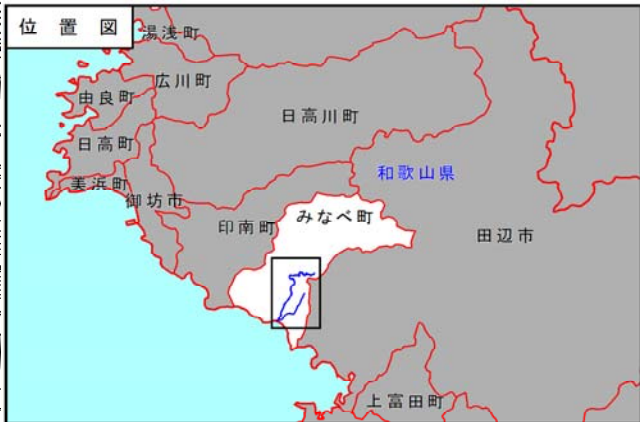 位置図
湯浅町
広川町
由良町
日高川町
日高町
和歌山県
美浜町
御坊市
印南町
みなべ町
田辺市
上富田町